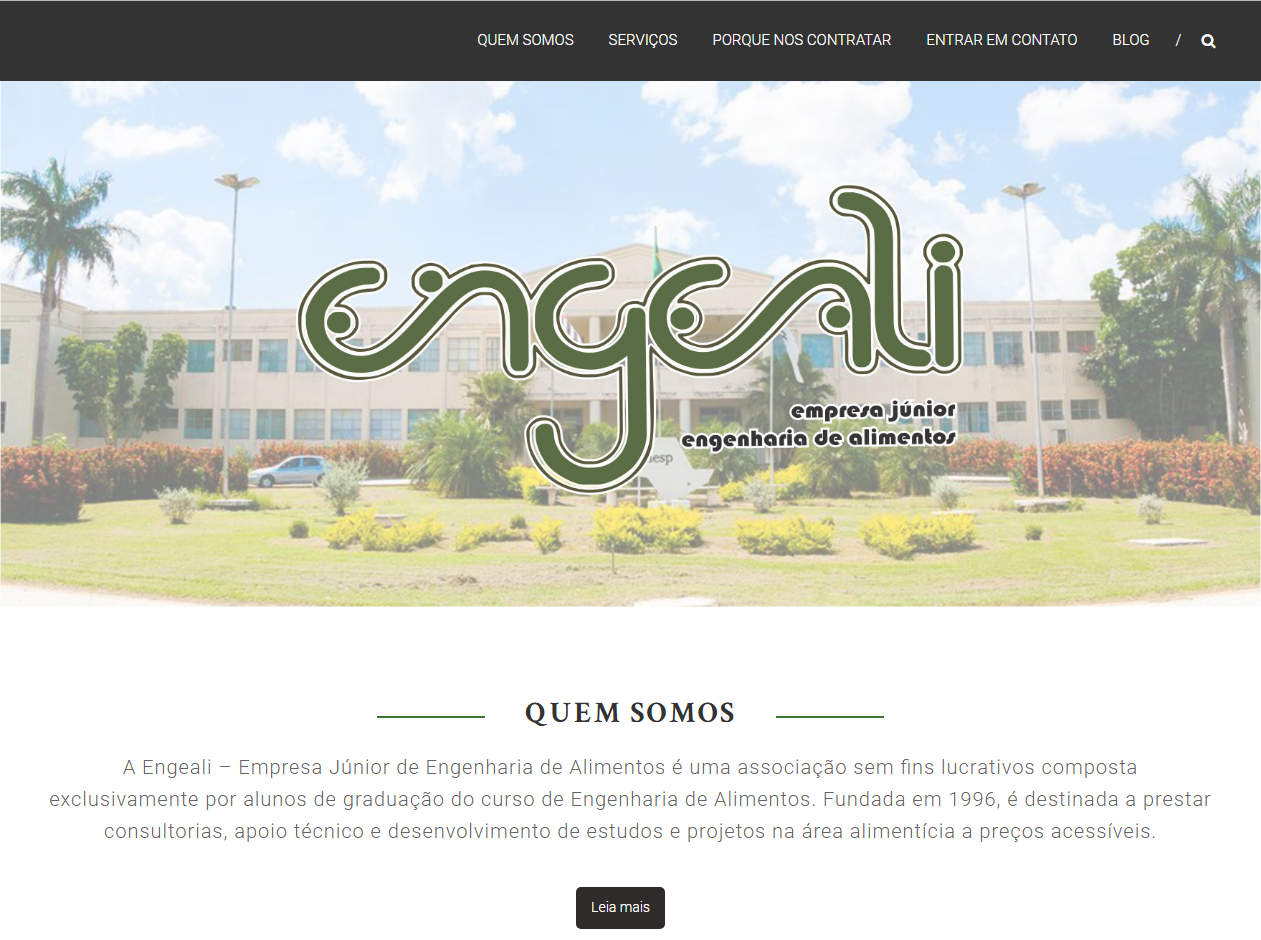 QUEM SOMOS SERVIÇOS PORQUE NOS CONTRATAR ENTRAR EM CONTATO BLOG /
engeali
empresa júnior
engenharia de alimentos
QUEM SOMOS
A Engeali – Empresa Júnior de Engenharia de Alimentos é uma associação sem fins lucrativos composta
exclusivamente por alunos de graduação do curso de Engenharia de Alimentos. Fundada em 1996, é destinada a prestar
consultorias, apoio técnico e desenvolvimento de estudos e projetos na área alimentícia a preços acessíveis.
Leia mais